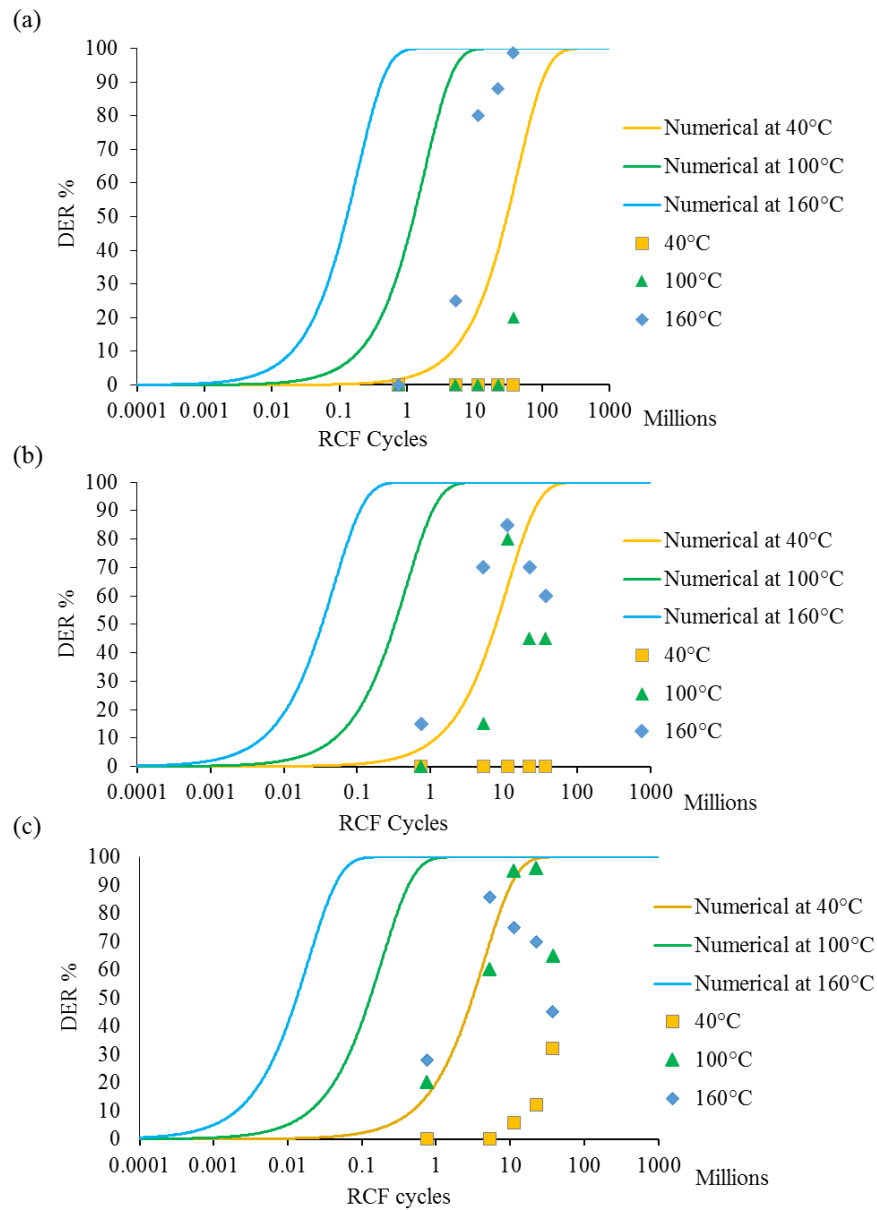 (a)
100
90
80
70
60
50
40
30
20
10
0
DER %
0.0001 0.001 0.01 0.1 1 10 100 1000
Millions
RCF Cycles
Numerical at 40°C
Numerical at 100°C
Numerical at 160°C
40°C
100°C
160°C
(b)
100
90
80
70
60
50
40
30
20
10
0
DER %
0.0001 0.001 0.01 0.1 1 10 100 1000
Millions
RCF Cycles
Numerical at 40°C
Numerical at 100°C
Numerical at 160°C
40°C
100°C
160°C
(c)
100
90
80
70
60
50
40
30
20
10
0
DER %
0.0001 0.001 0.01 0.1 1 10 100 1000
Millions
RCF cycles
Numerical at 40°C
Numerical at 100°C
Numerical at 160°C
40°C
100°C
160°C